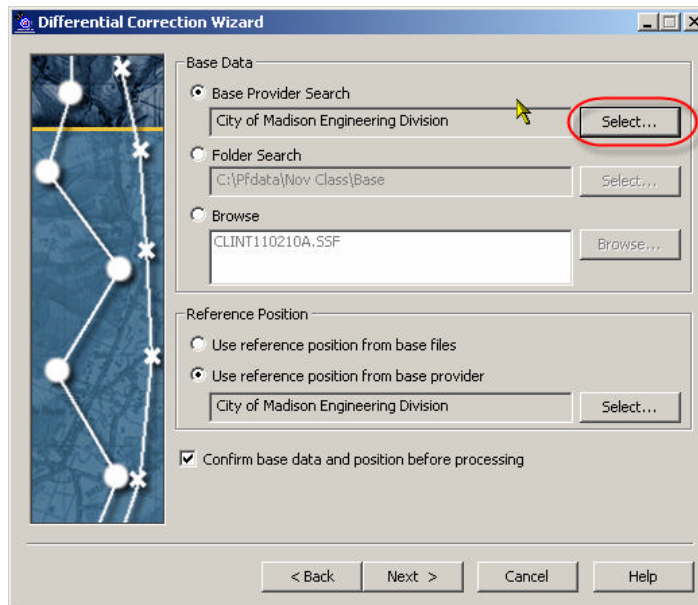 Differential Correction Wizard
Base Data
Base Provider Search
City of Madison Engineering Division
Select...
Folder Search
C:\Pfdata\Nov Class\Base
Select...
Browse
CLINT110210A.SSF
Browse...
Reference Position
Use reference position from base files
Use reference position from base provider
City of Madison Engineering Division
Select...
Confirm base data and position before processing
< Back
Next >
Cancel
Help